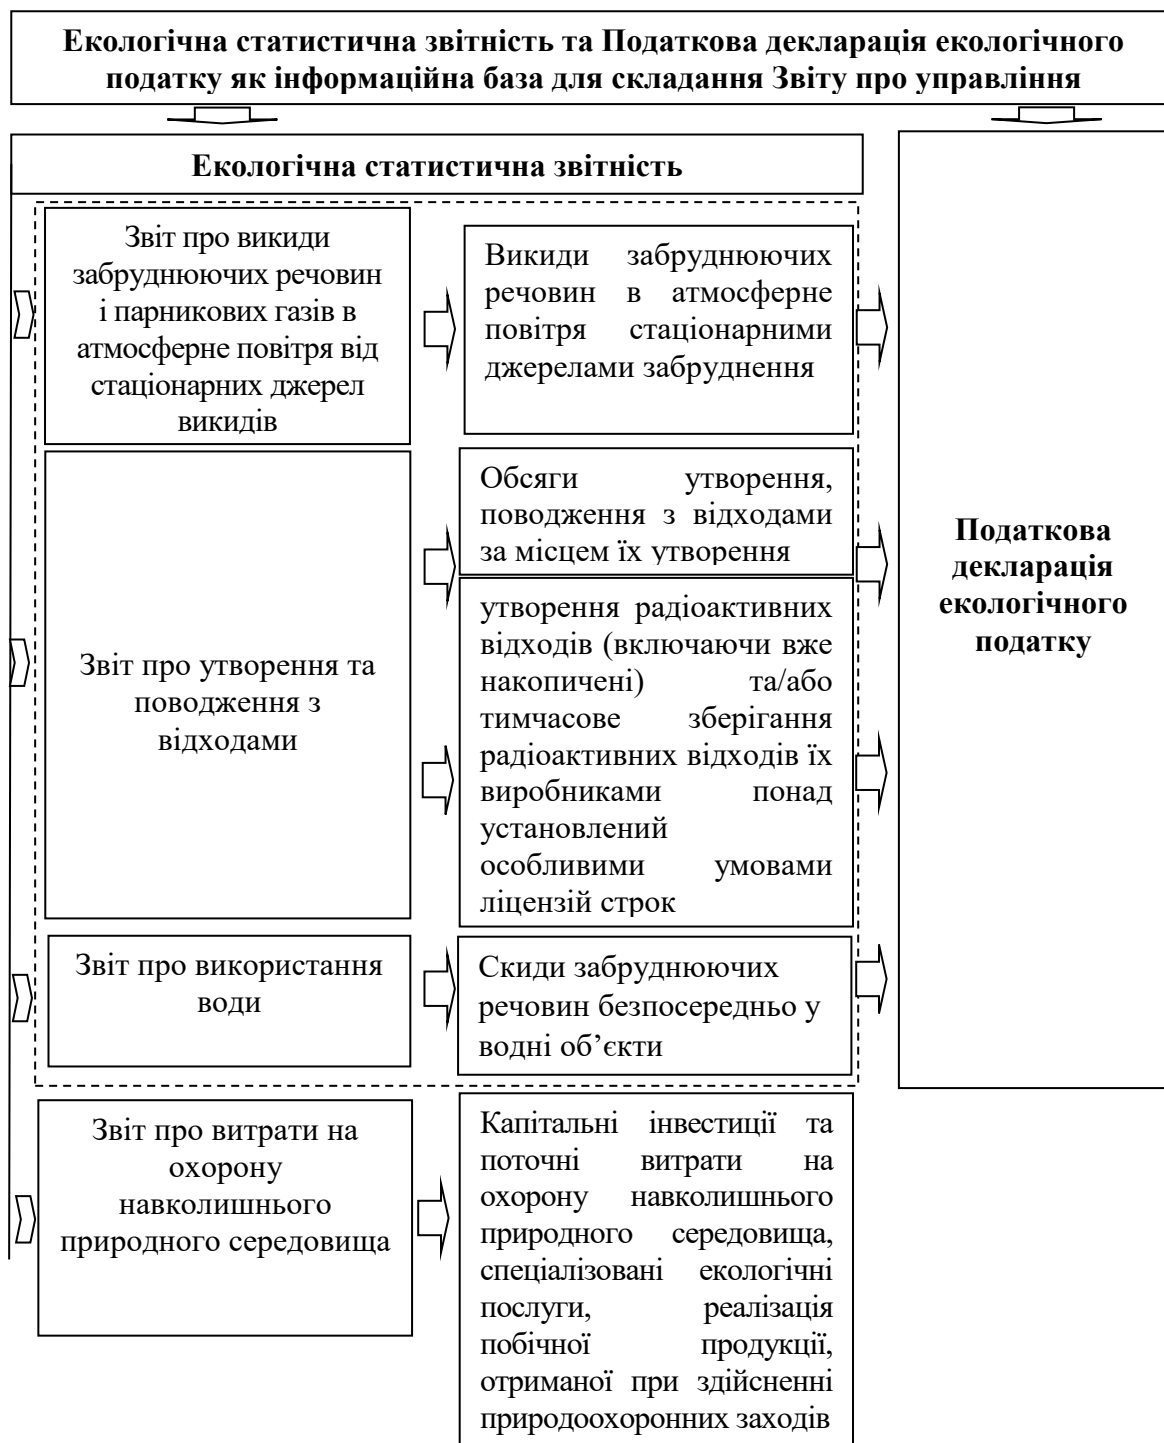 Екологічна статистична звітність та Податкова декларація екологічного
податку як інформаційна база для складання Звіту про управління
Екологічна статистична звітність
Звіт про викиди
забруднюючих речовин
і парникових газів в
атмосферне повітря від
стаціонарних джерел
викидів
Викиди забруднюючих
речовин в атмосферне
повітря стаціонарними
джерелами забруднення
Звіт про утворення та
поводження з
відходами
Обсяги утворення,
поводження з відходами
за місцем їх утворення
утворення радіоактивних
відходів (включаючи вже
накопичені) та/або
тимчасове зберігання
радіоактивних відходів їх
виробниками понад
установлений
особливими умовами
ліцензій строк
Звіт про використання
води
Скиди забруднюючих
речовин безпосередньо у
водні об’єкти
Податкова
декларація
екологічного
податку
Звіт про витрати на
охорону
навколишнього
природного середовища
Капітальні інвестиції та
поточні витрати на
охорону навколишнього
природного середовища,
спеціалізовані екологічні
послуги, реалізація
побічної продукції,
отриманої при здійсненні
природоохоронних заходів